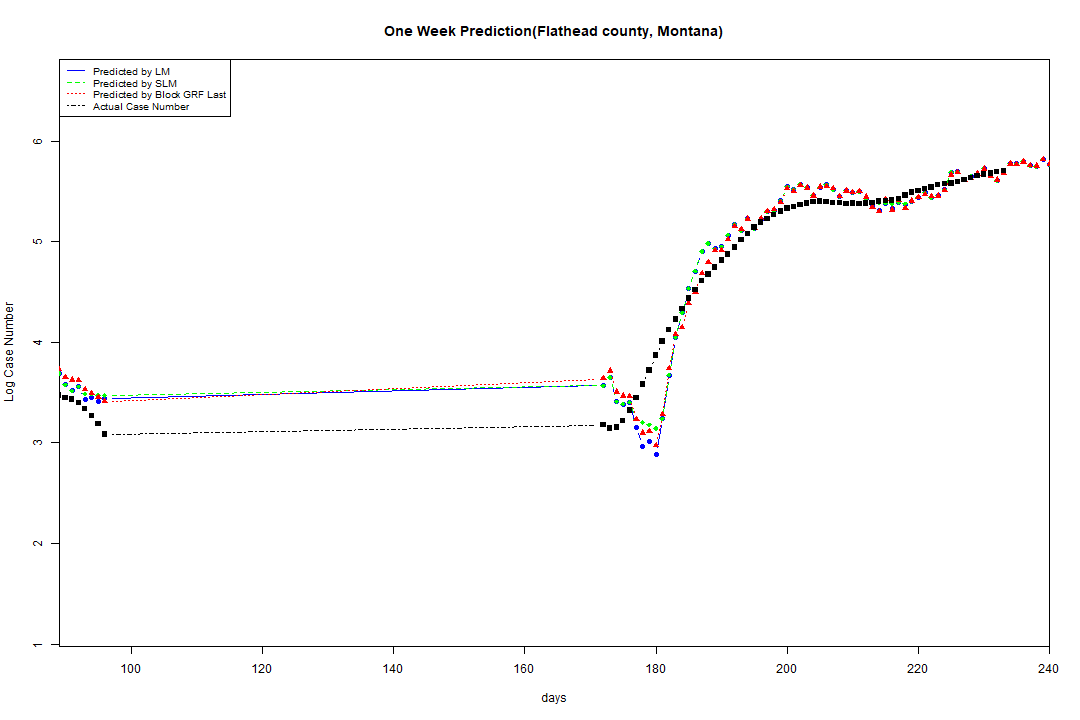 One Week Prediction(Flathead county, Montana)
Predicted by LM
Predicted by SLM
Predicted by Block GRF Last
Actual Case Number
6
5
4
3
2
1
Log Case Number
100 120 140 160 180 200 220 240
days